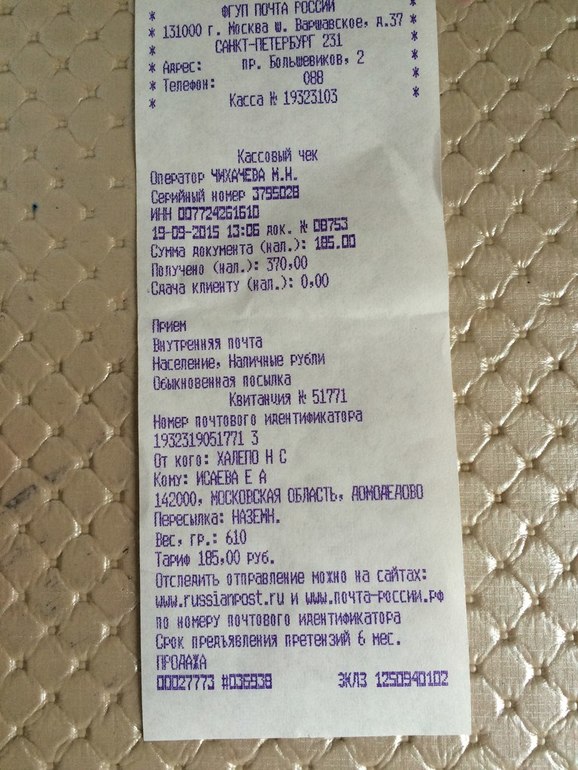 ФГУП ПОЧТА РОССИИ
* 131000 г. Москва ш. Варшавское, д.37 *
* САНКТ-ПЕТЕРБУРГ 231 *
* Адрес: пр. Большевиков, 2 *
* Телефон: 088 *
* Касса № 19323103 *
Кассовый чек
Оператор ЧИХАЧЕВА М.Н.
Серийный номер 3795028
ИНН 007724261610
19-09-2015 13:06 док. № 08753
Сумма документа (нал.): 185.00
Получено (нал.): 370,00
Сдача клиенту (нал.): 0,00
Прием
Внутренняя почта
Население, Наличные рубли
Обыкновенная посылка
Квитанция № 51771
Номер почтового идентификатора
1932319051771 3
От кого: ХАЛЕПО Н С
Кому: ИСАЕВА Е А
142000, МОСКОВСКАЯ ОБЛАСТЬ, ДОМОДЕДОВО
Пересылка: НАЗЕМН.
Вес, гр.: 610
Тариф 185,00 руб.
Отследить отправление можно на сайтах:
www.russianpost.ru и www.почта-россии.рф
по номеру почтового идентификатора
Срок предъявления претензий 6 мес.
ПРОДАЖА
00027773 #036938 ЭКЛЗ 1250940102